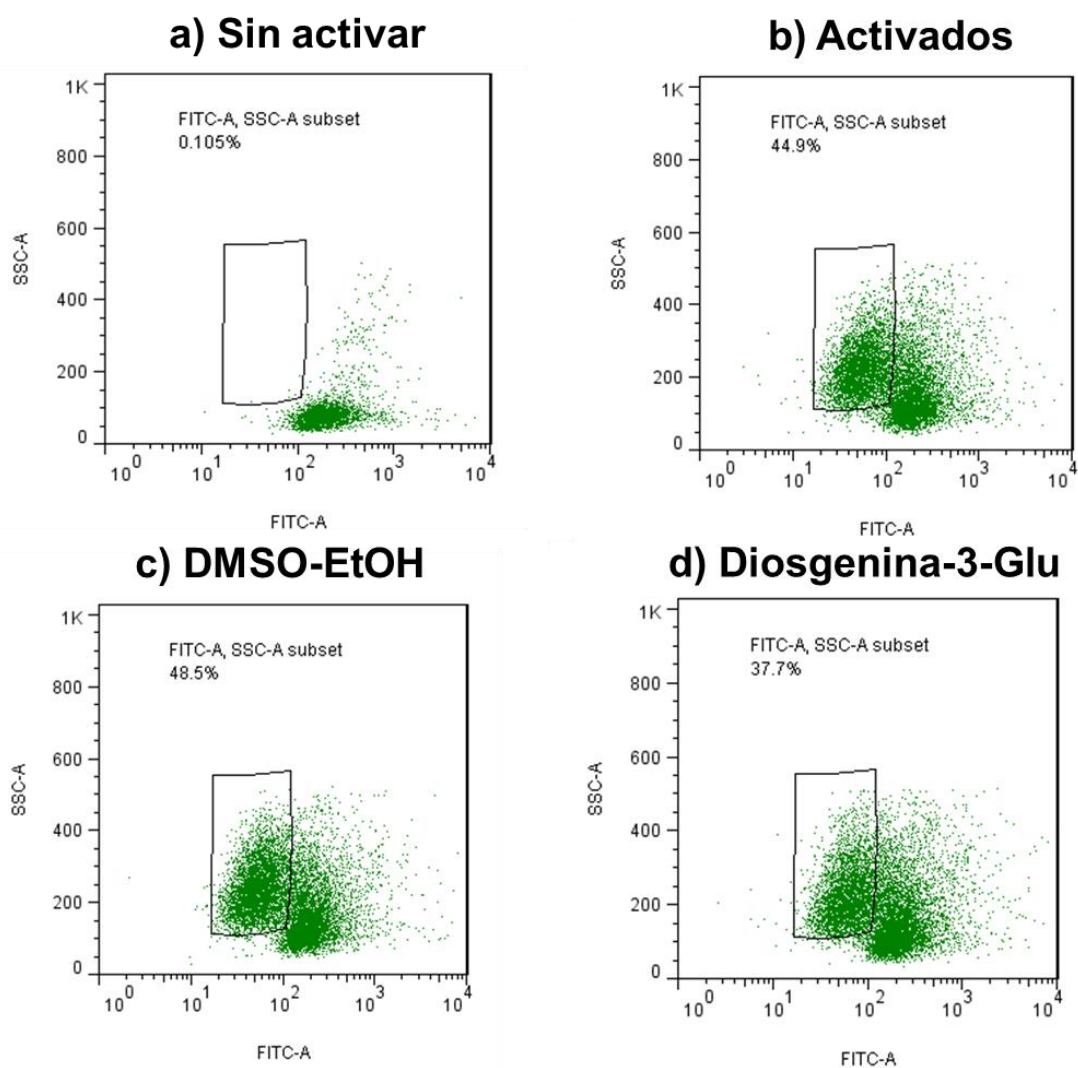 a) Sin activar
FITC-A, SSC-A subset
0.105%
1K
800
600
400
200
0
SSC-A
10^0 10^1 10^2 10^3 10^4
FITC-A
b) Activados
FITC-A, SSC-A subset
44.9%
1K
800
600
400
200
0
SSC-A
10^0 10^1 10^2 10^3 10^4
FITC-A
c) DMSO-EtOH
FITC-A, SSC-A subset
48.5%
1K
800
600
400
200
0
SSC-A
10^0 10^1 10^2 10^3 10^4
FITC-A
d) Diosgenina-3-Glu
FITC-A, SSC-A subset
37.7%
1K
800
600
400
200
0
SSC-A
10^0 10^1 10^2 10^3 10^4
FITC-A